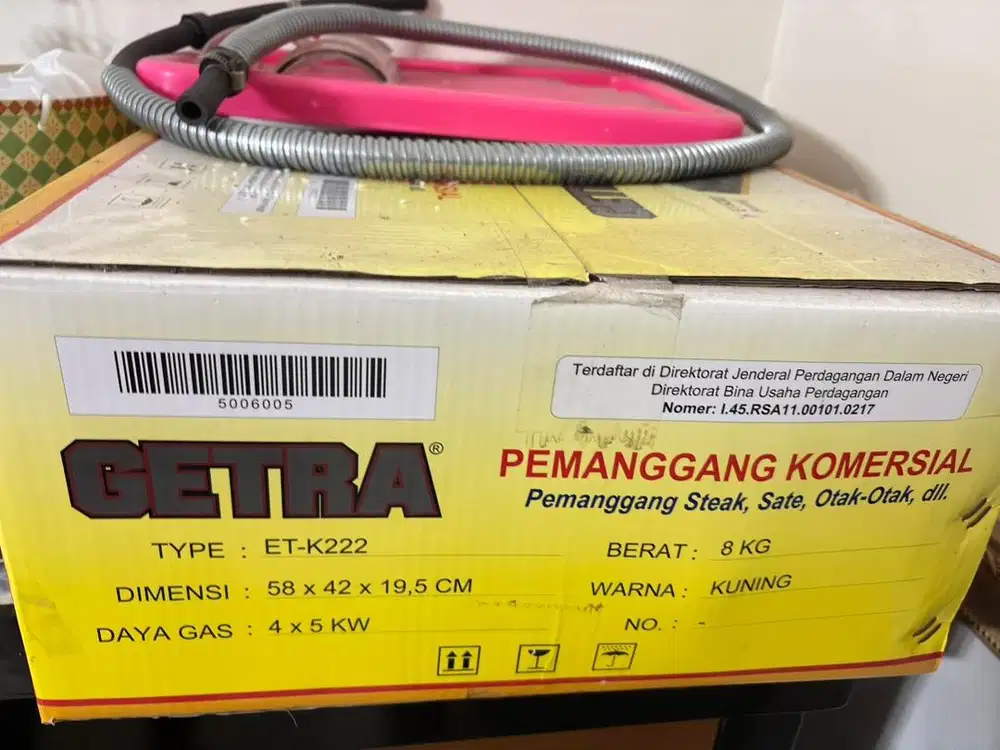 5006005
Terdaftar di Direktorat Jenderal Perdagangan Dalam Negeri
Direktorat Bina Usaha Perdagangan
Nomer: I.45.RSA11.00101.0217
GETRA®
PEMANGGANG KOMERSIAL
Pemanggang Steak, Sate, Otak-Otak, dll.
TYPE : ET-K222
BERAT : 8 KG
DIMENSI : 58 x 42 x 19,5 CM
WARNA : KUNING
DAYA GAS : 4 x 5 KW
NO. : -